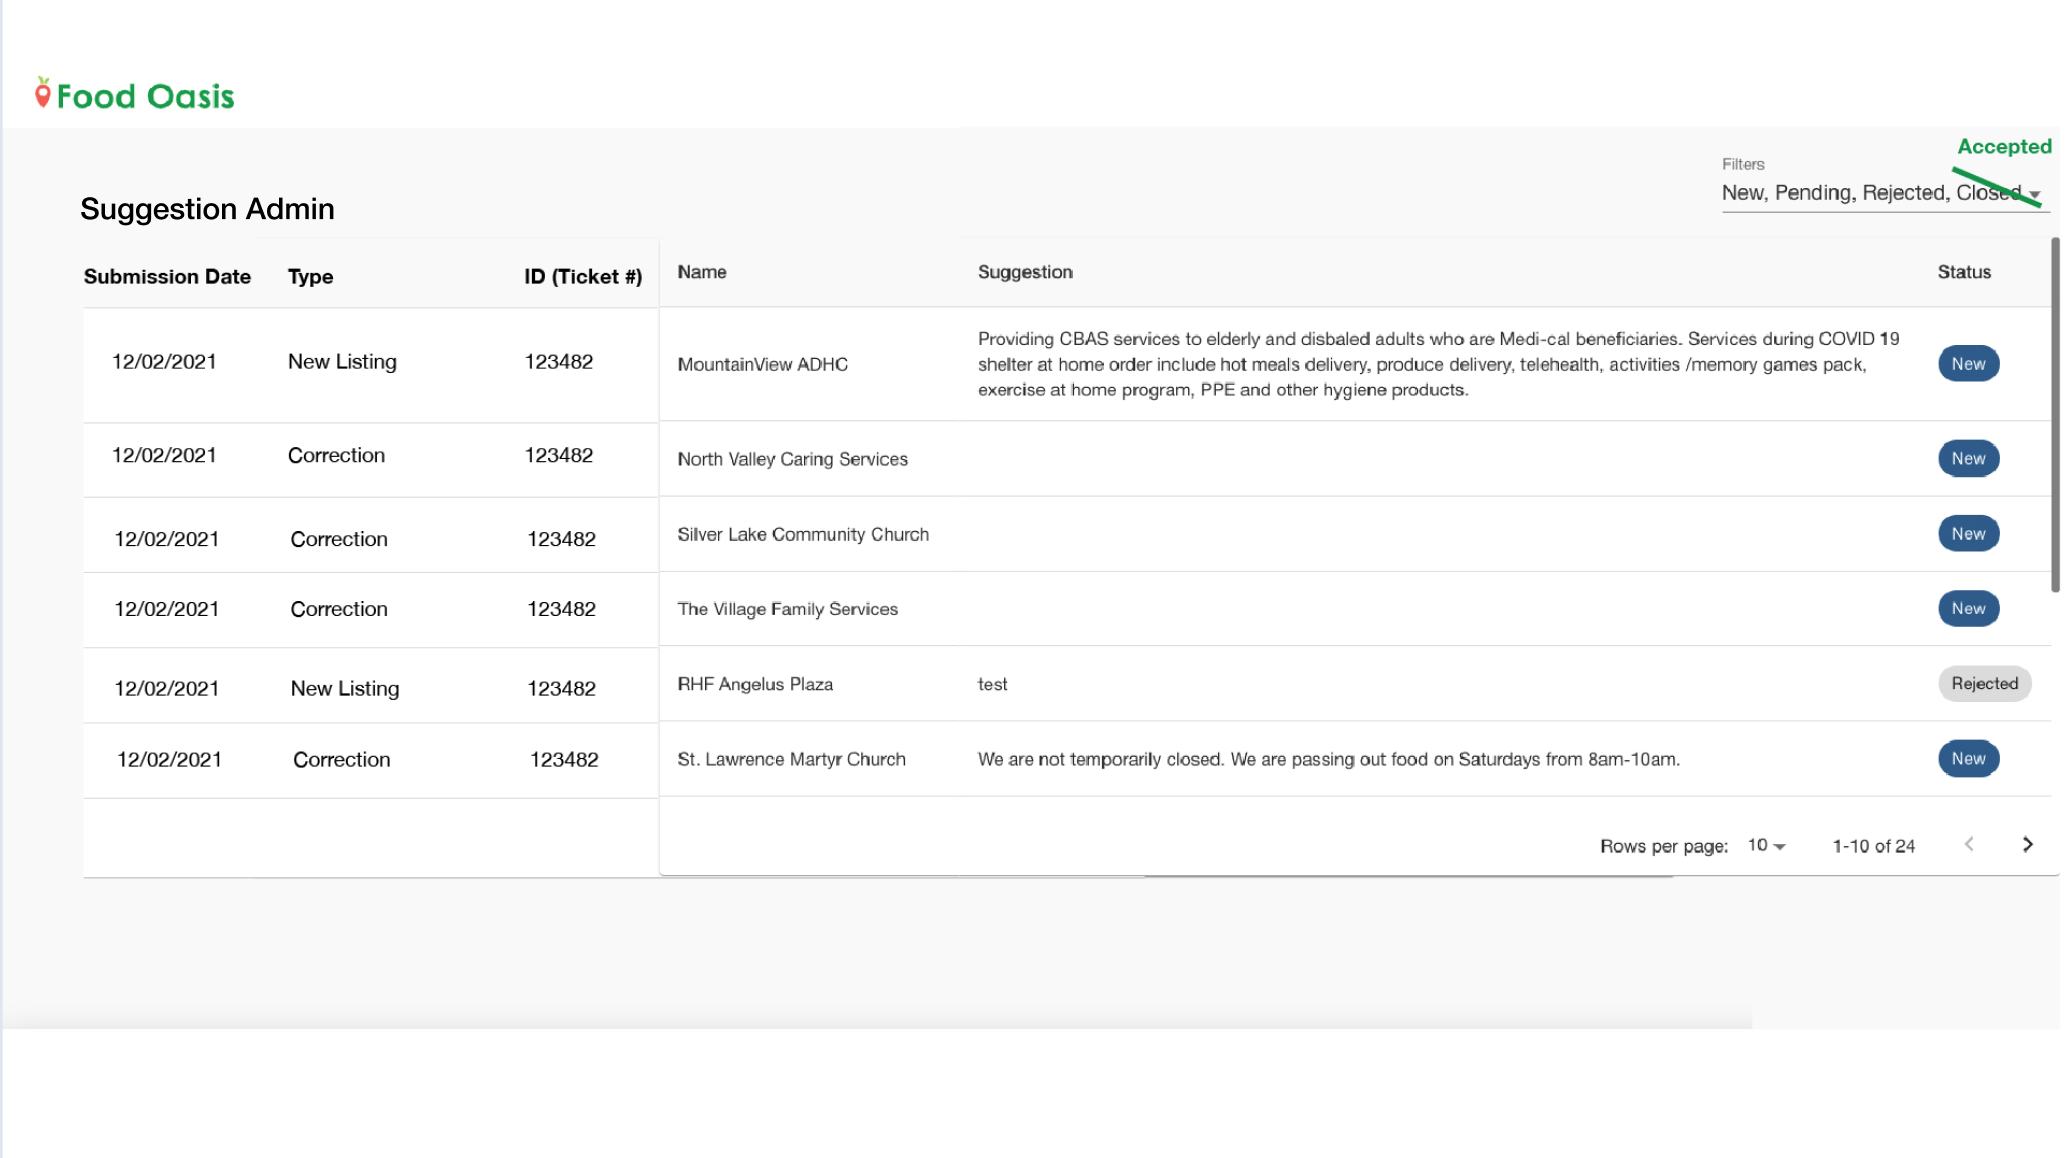 Food Oasis
Accepted
Filters
New, Pending, Rejected, Closed
Suggestion Admin
Submission Date Type ID (Ticket #) Name Suggestion Status
12/02/2021 New Listing 123482 MountainView ADHC Providing CBAS services to elderly and disbaled adults who are Medi-cal beneficiaries. Services during COVID 19 New
shelter at home order include hot meals delivery, produce delivery, telehealth, activities /memory games pack,
exercise at home program, PPE and other hygiene products.
12/02/2021 Correction 123482 North Valley Caring Services New
12/02/2021 Correction 123482 Silver Lake Community Church New
12/02/2021 Correction 123482 The Village Family Services New
12/02/2021 New Listing 123482 RHF Angelus Plaza test Rejected
12/02/2021 Correction 123482 St. Lawrence Martyr Church We are not temporarily closed. We are passing out food on Saturdays from 8am-10am. New
Rows per page: 10 1-10 of 24